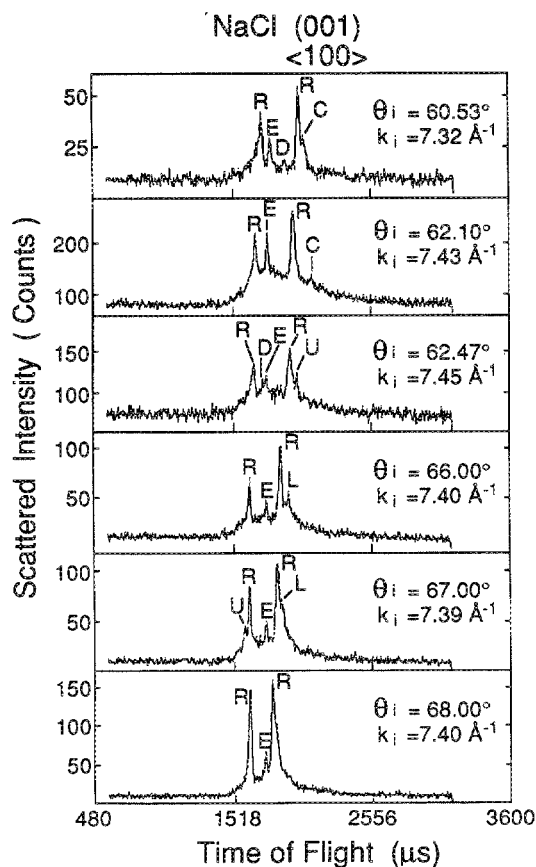 NaCl (001)
<100>
Scattered Intensity (Counts)
50
25
R
E
D
R
C
θi = 60.53°
ki = 7.32 Å⁻¹
200
100
R
E
R
C
θi = 62.10°
ki = 7.43 Å⁻¹
150
100
R
D
E
R
U
θi = 62.47°
ki = 7.45 Å⁻¹
100
50
R
E
R
L
θi = 66.00°
ki = 7.40 Å⁻¹
100
50
U
R
E
R
L
θi = 67.00°
ki = 7.39 Å⁻¹
150
100
50
R
E
R
θi = 68.00°
ki = 7.40 Å⁻¹
480 1518 2556 3600
Time of Flight (μs)